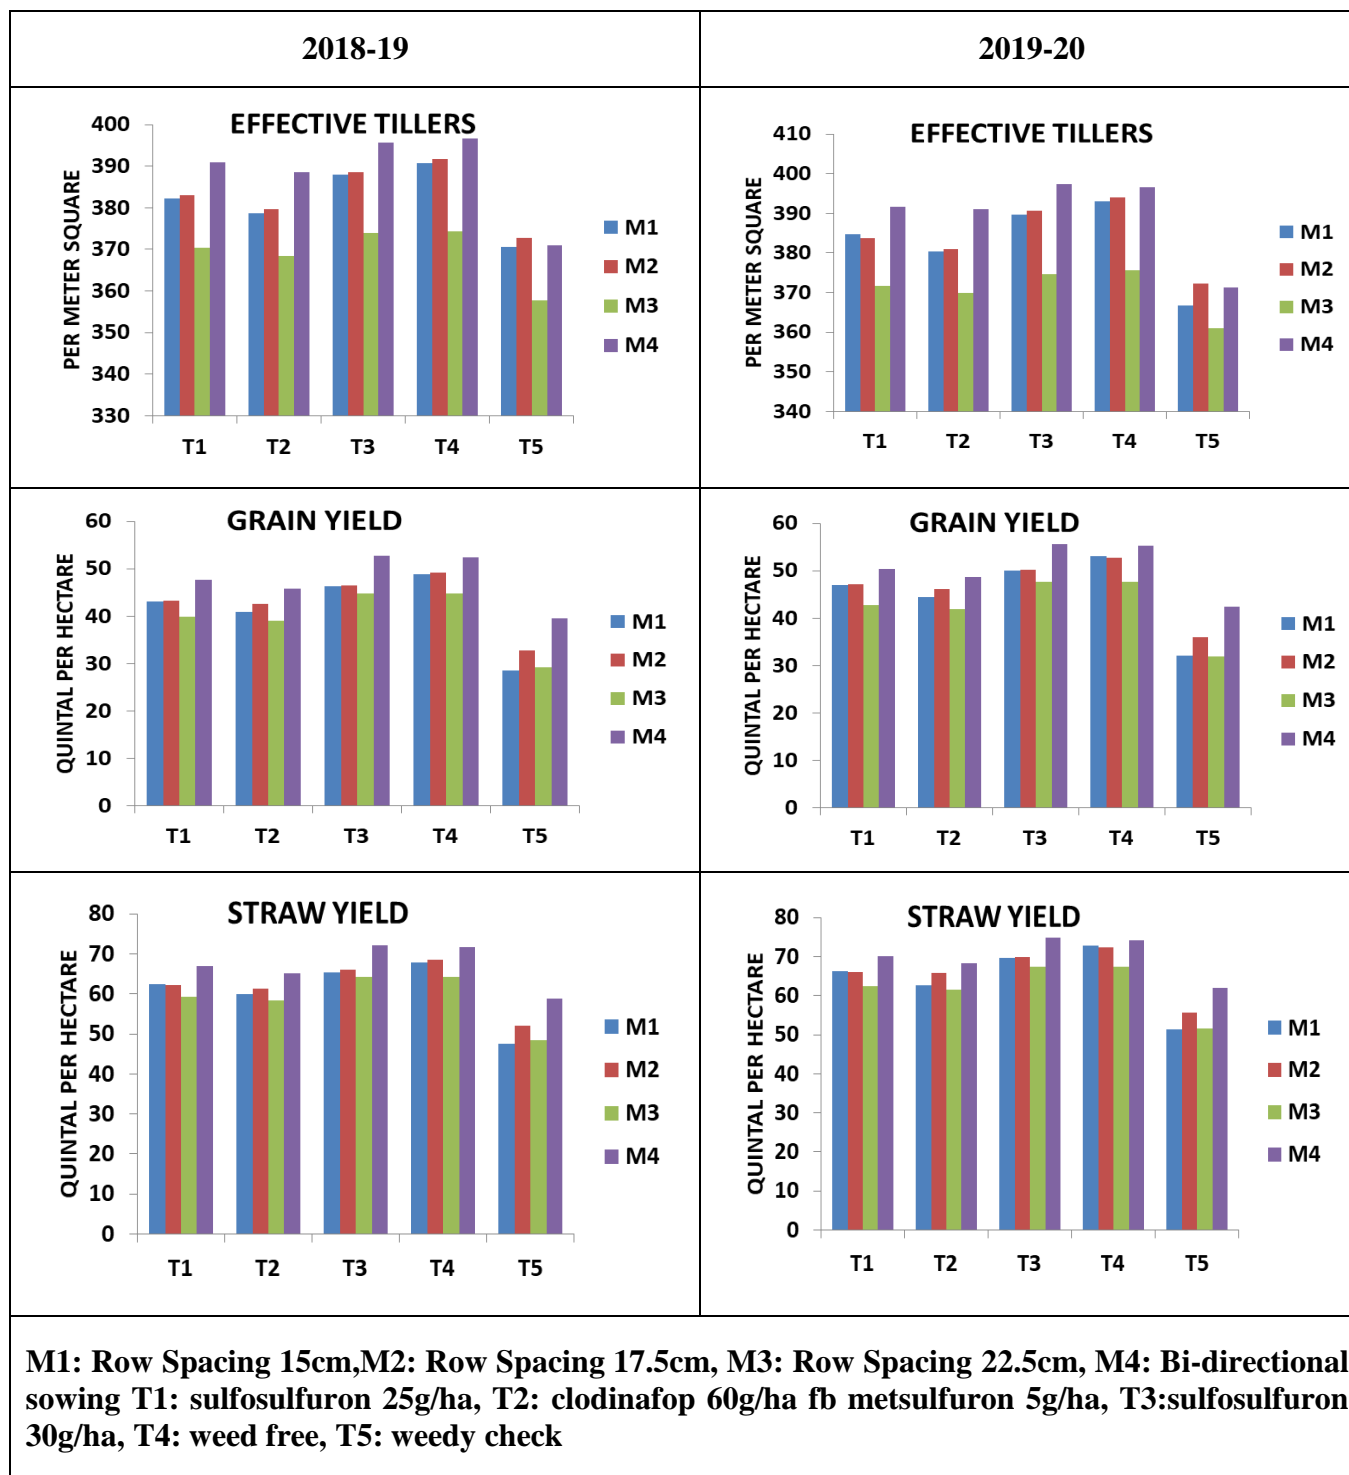 2018-19
2019-20
EFFECTIVE TILLERS
PER METER SQUARE
400
390
380
370
360
350
340
330
T1 T2 T3 T4 T5
M1
M2
M3
M4
EFFECTIVE TILLERS
PER METER SQUARE
410
400
390
380
370
360
350
340
T1 T2 T3 T4 T5
M1
M2
M3
M4
GRAIN YIELD
QUINTAL PER HECTARE
60
50
40
30
20
10
0
T1 T2 T3 T4 T5
M1
M2
M3
M4
GRAIN YIELD
QUINTAL PER HECTARE
60
50
40
30
20
10
0
T1 T2 T3 T4 T5
M1
M2
M3
M4
STRAW YIELD
QUINTAL PER HECTARE
80
70
60
50
40
30
20
10
0
T1 T2 T3 T4 T5
M1
M2
M3
M4
STRAW YIELD
QUINTAL PER HECTARE
80
70
60
50
40
30
20
10
0
T1 T2 T3 T4 T5
M1
M2
M3
M4
M1: Row Spacing 15cm,M2: Row Spacing 17.5cm, M3: Row Spacing 22.5cm, M4: Bi-directional
sowing T1: sulfosulfuron 25g/ha, T2: clodinafop 60g/ha fb metsulfuron 5g/ha, T3:sulfosulfuron
30g/ha, T4: weed free, T5: weedy check